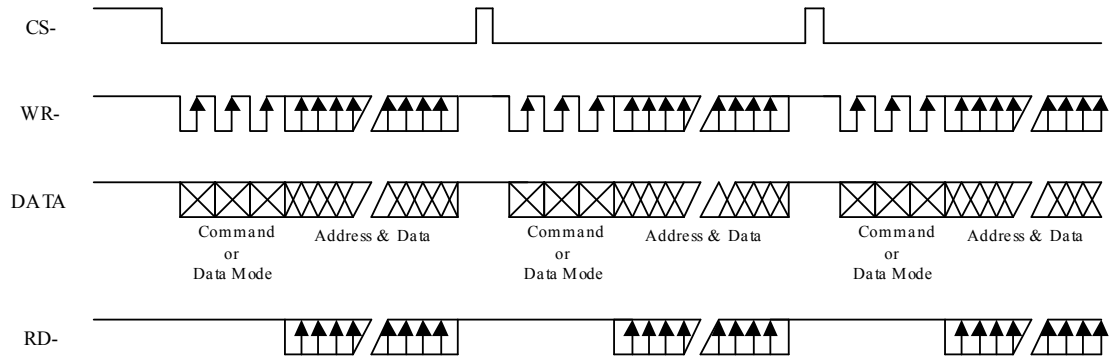 CS-
WR-
DATA
Command
or
Data Mode
Address & Data
Command
or
Data Mode
Address & Data
Command
or
Data Mode
Address & Data
RD-